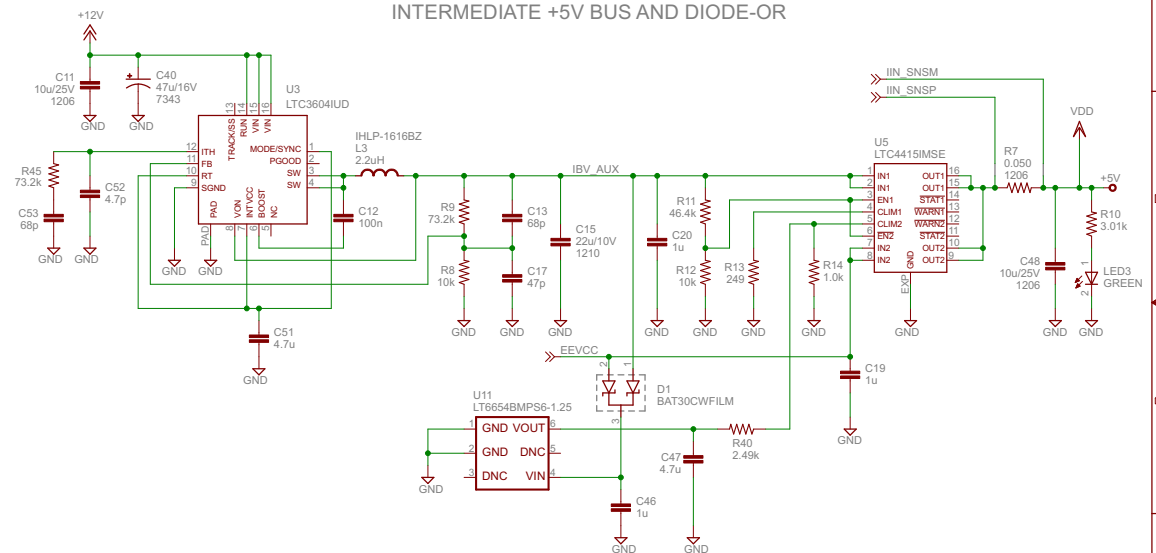 INTERMEDIATE +5V BUS AND DIODE-OR
+12V
C11
10u/25V
1206
GND
C40
47u/16V
7343
GND
U3
LTC3604IUD
13
14
15
16
TRACK/SS
RUN
VIN
VIN
12
11
10
9
ITH
FB
RT
SGND
MODE/SYNC
PGOOD
SW
SW
1
2
3
4
PAD
VON
INTVCC
BOOST
NC
PAD
8
7
6
5
R45
73.2k
C53
68p
GND
C52
4.7p
GND
GND
GND
IHLP-1616BZ
L3
2.2uH
C12
100n
C51
4.7u
GND
R9
73.2k
R8
10k
GND
C13
68p
C17
47p
GND
C15
22u/10V
1210
GND
IBV_AUX
C20
1u
GND
R11
46.4k
R12
10k
GND
R13
249
GND
R14
1.0k
GND
IIN_SNSM
IIN_SNSP
U5
LTC4415IMSE
1
2
3
4
5
6
7
8
IN1
IN1
EN1
CLIM1
CLIM2
EN2
IN2
IN2
OUT1
OUT1
STAT1
WARN1
WARN2
STAT2
OUT2
OUT2
16
15
14
13
12
11
10
9
GND
EXP
GND
R7
0.050
1206
VDD
+5V
R10
3.01k
C48
10u/25V
1206
GND
1
LED3
GREEN
2
GND
EEVCC
2
1
D1
BAT30CWFILM
3
C19
1u
GND
U11
LT6654BMPS6-1.25
1
2
3
GND
GND
DNC
VOUT
DNC
VIN
6
5
4
GND
C46
1u
GND
C47
4.7u
GND
R40
2.49k